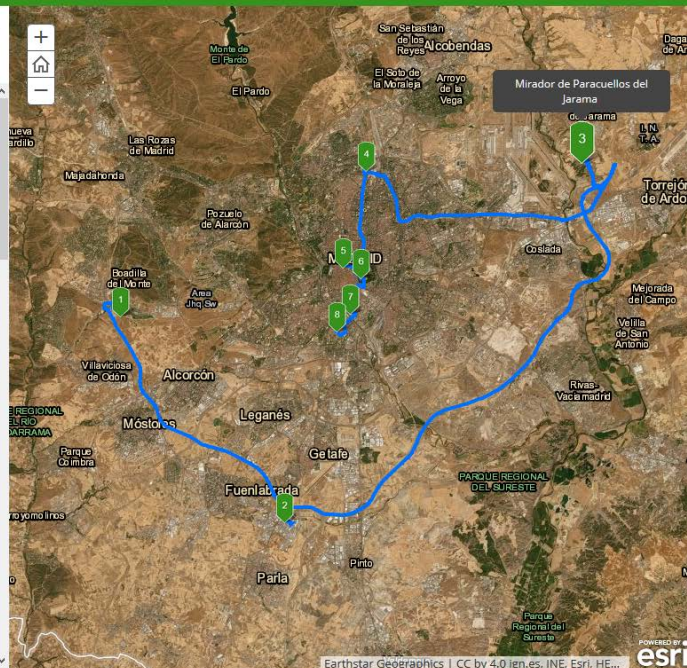 San Sebastián
de los
Reyes
Alcobendas
Monte de
El Pardo
El Soto de
la Moraleja
Arroyo
de la
Vega
El Pardo
Mirador de Paracuellos del
Jarama
3
Las Rozas
de Madrid
Majadahonda
4
I. N.
T. A.
Pozuelo
de Alarcón
5
6
Coslada
Boadilla
del Monte
1
Área
Jhq Sw
7
8
Mejorada
del Campo
Velilla
de San
Antonio
Villaviciosa
de Odón
Alcorcón
Rivas-
Vaciamadrid
Leganés
Móstoles
Getafe
Parque
Coimbra
PARQUE REGIONAL
DEL SURESTE
Fuenlabrada
2
Pinto
Parla
Parque
Regional del
Sureste
Earthstar Geographics | CC by 4.0 ign.es, INE, Esri, HE...
POWERED BY
esri